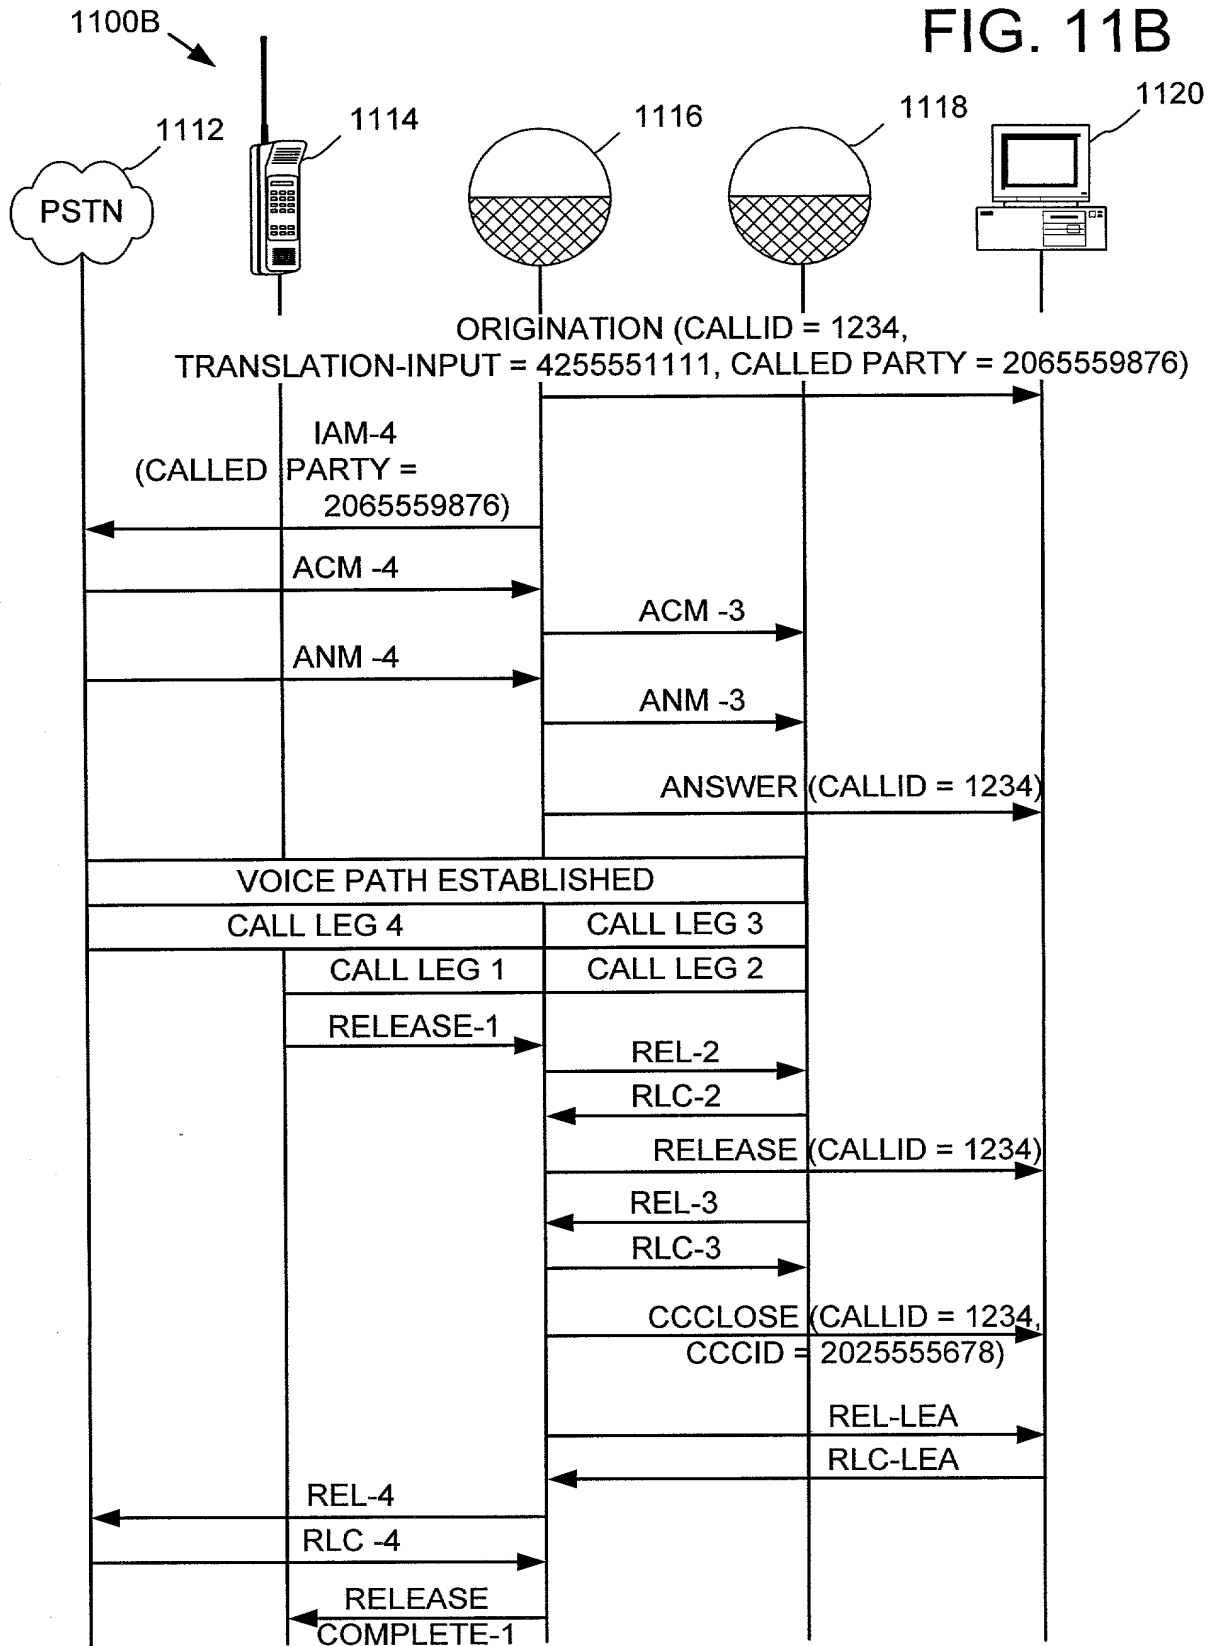 1100B
FIG. 11B
1112
1114
1116
1118
1120
PSTN
ORIGINATION (CALLID = 1234,
TRANSLATION-INPUT = 4255551111, CALLED PARTY = 2065559876)
IAM-4
(CALLED PARTY =
2065559876)
ACM -4
ACM -3
ANM -4
ANM -3
ANSWER (CALLID = 1234)
VOICE PATH ESTABLISHED
CALL LEG 4
CALL LEG 3
CALL LEG 1
CALL LEG 2
RELEASE-1
REL-2
RLC-2
RELEASE (CALLID = 1234)
REL-3
RLC-3
CCCLOSE (CALLID = 1234,
CCCID = 2025555678)
REL-LEA
RLC-LEA
REL-4
RLC -4
RELEASE
COMPLETE-1